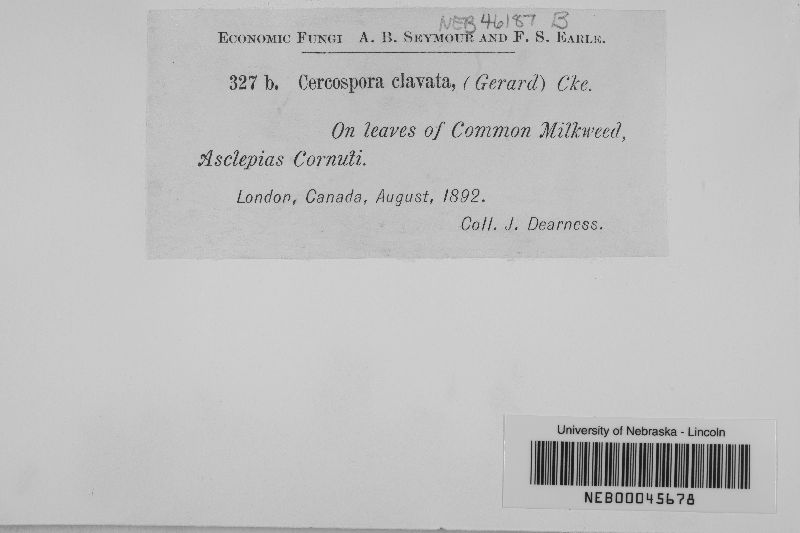 NEB 46187 B
Economic Fungi A. B. Seymour and F. S. Earle.
327 b. Cercospora clavata, (Gerard) Cke.
On leaves of Common Milkweed,
Asclepias Cornuti.
London, Canada, August, 1892.
Coll. J. Dearness.
University of Nebraska - Lincoln
NEB00045678